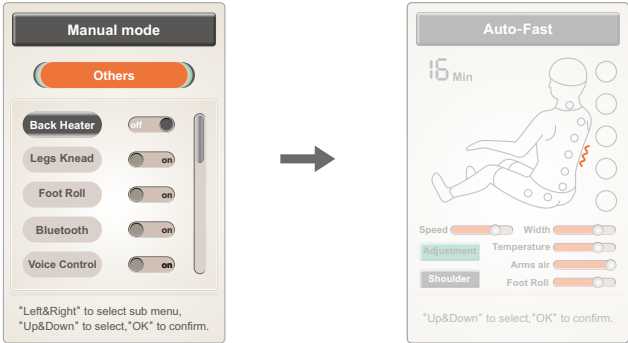 Manual mode
Others
Back Heater off
Legs Knead on
Foot Roll on
Bluetooth on
Voice Control on
"Left&Right" to select sub menu,
"Up&Down" to select,"OK" to confirm.
Auto-Fast
16 Min
Speed Width
Adjustment Temperature
Arms air
Shoulder Foot Roll
"Up&Down" to select,"OK" to confirm.